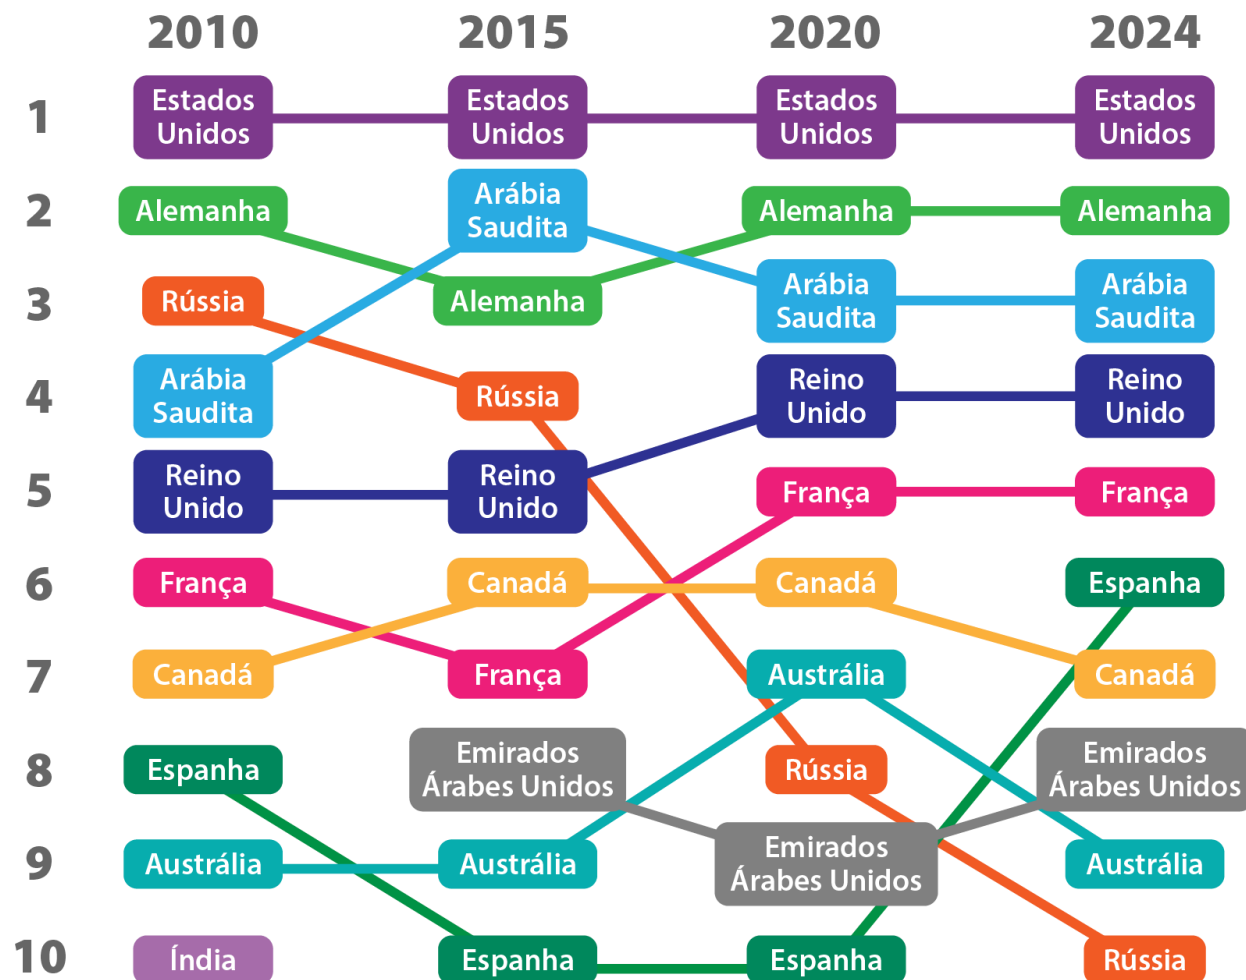 2010 2015 2020 2024
1
Estados
Unidos
Estados
Unidos
Estados
Unidos
Estados
Unidos
2
Alemanha
Arábia
Saudita
Alemanha
Alemanha
3
Rússia
Alemanha
Arábia
Saudita
Arábia
Saudita
4
Arábia
Saudita
Rússia
Reino
Unido
Reino
Unido
5
Reino
Unido
Reino
Unido
França
França
6
França
Canadá
Canadá
Espanha
7
Canadá
França
Austrália
Canadá
8
Espanha
Emirados
Árabes Unidos
Rússia
Emirados
Árabes Unidos
9
Austrália
Austrália
Emirados
Árabes Unidos
Austrália
10
Índia
Espanha
Espanha
Rússia